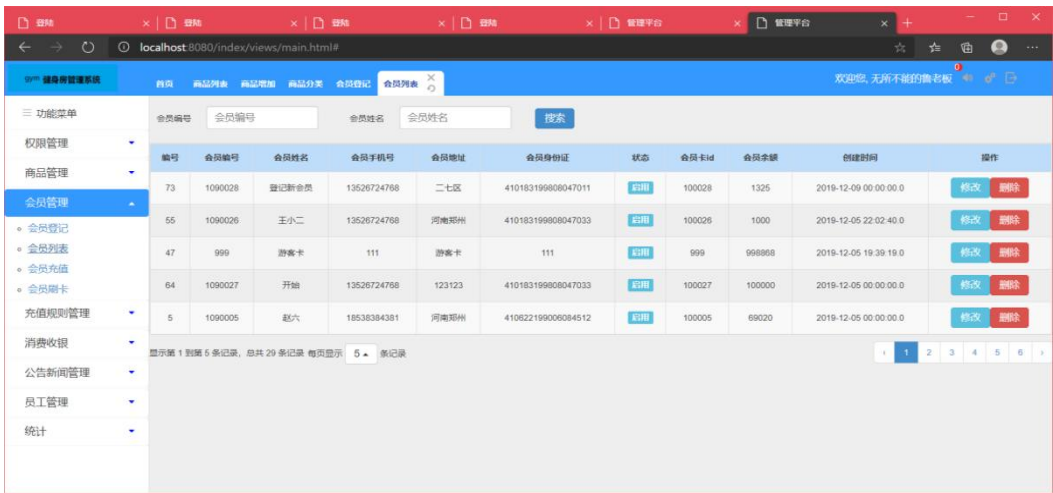 登陆 登陆 登陆 登陆 管理平台 管理平台
localhost:8080/index/views/main.html#
gym 健身房管理系统 首页 商品列表 商品增加 商品分类 会员登记 会员列表 欢迎您, 无所不能的鲁老板 0
功能菜单
会员编号 会员编号 会员姓名 会员姓名 搜索
权限管理
商品管理
会员管理
会员登记
会员列表
会员充值
会员刷卡
充值规则管理
消费收银
公告新闻管理
员工管理
统计
编号 会员编号 会员姓名 会员手机号 会员地址 会员身份证 状态 会员卡id 会员余额 创建时间 操作
73 1090028 登记新会员 13526724768 二七区 410183199808047011 启用 100028 1325 2019-12-09 00:00:00.0 修改 删除
55 1090026 王小二 13526724768 河南郑州 410183199808047033 启用 100026 1000 2019-12-05 22:02:40.0 修改 删除
47 999 游客卡 111 游客卡 111 启用 999 998868 2019-12-05 19:39:19.0 修改 删除
64 1090027 开始 13526724768 123123 410183199808047033 启用 100027 100000 2019-12-05 00:00:00.0 修改 删除
5 1090005 赵六 18538384381 河南郑州 410622199006084512 启用 100005 69020 2019-12-05 00:00:00.0 修改 删除
显示第 1 到第 5 条记录, 总共 29 条记录 每页显示 5 条记录 ‹ 1 2 3 4 5 6 ›